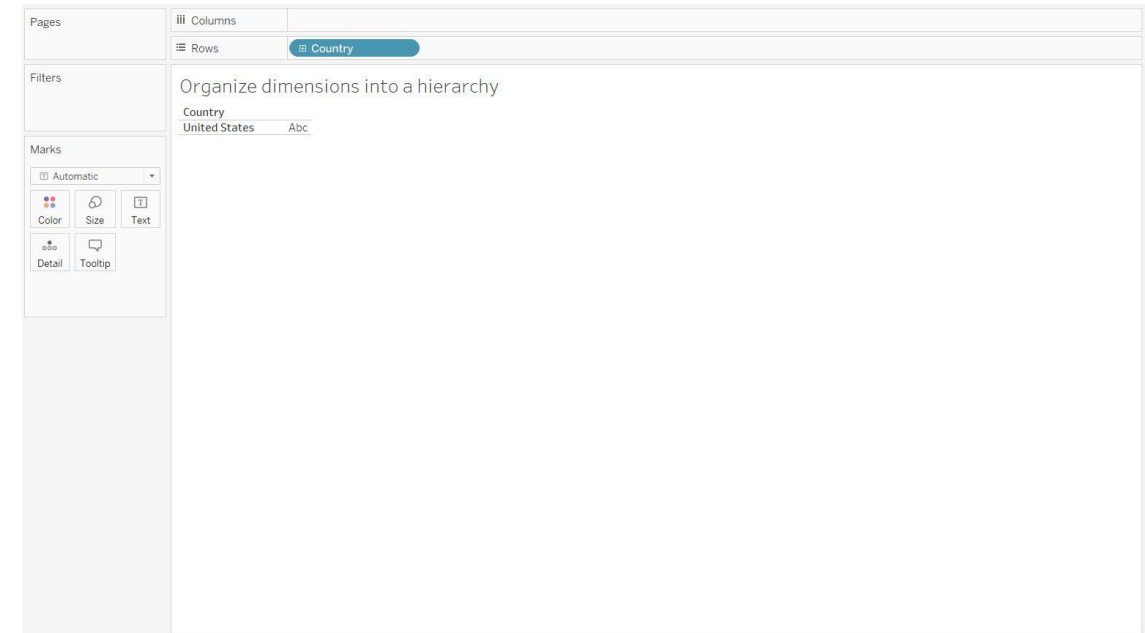 Pages
Columns
Rows
Country
Filters
Organize dimensions into a hierarchy
Country
United States Abc
Marks
Automatic
Color Size Text
Detail Tooltip